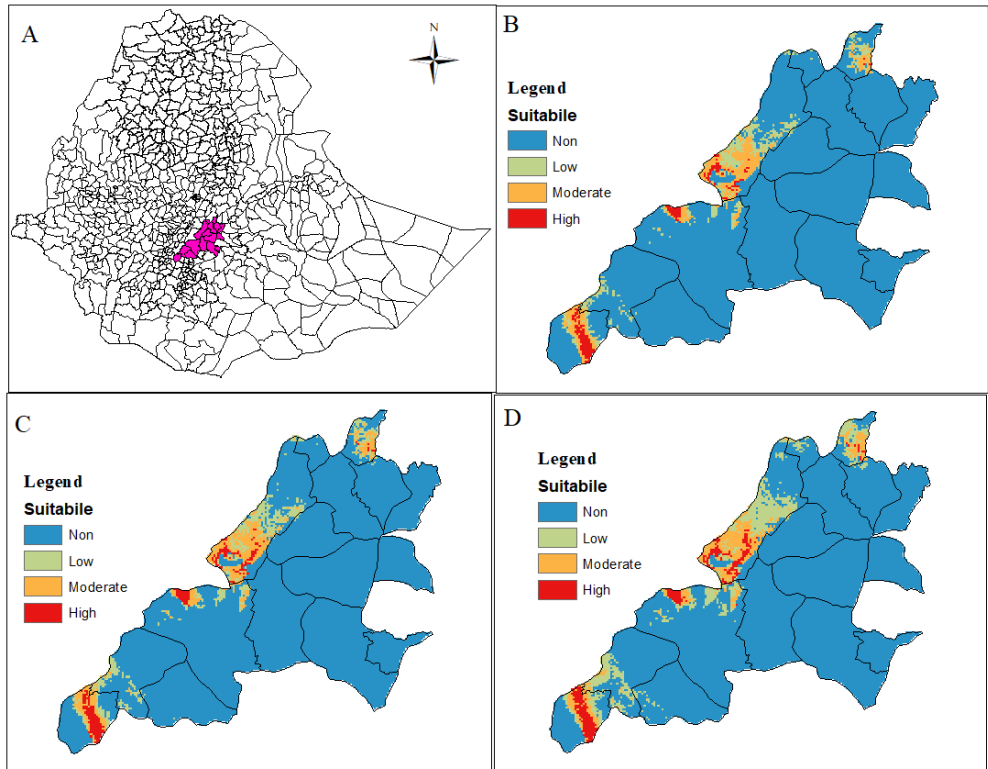 A
N
B
Legend
Suitabile
Non
Low
Moderate
High
C
Legend
Suitabile
Non
Low
Moderate
High
D
Legend
Suitabile
Non
Low
Moderate
High